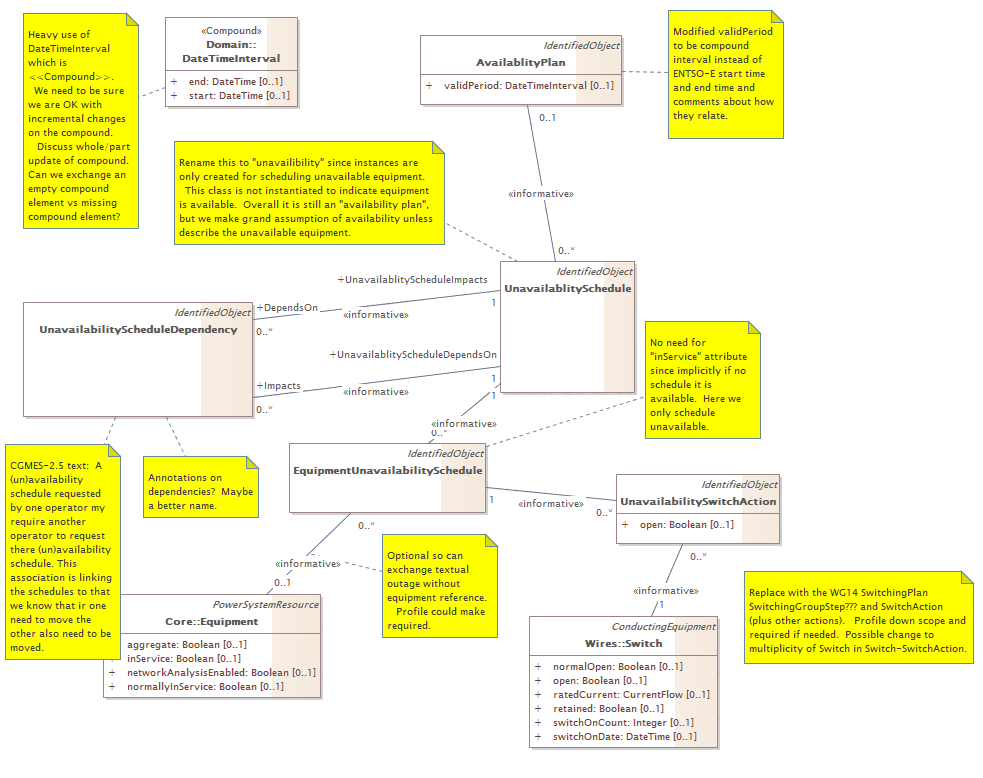 Heavy use of
DateTimeInterval
which is
<<Compound>>.
We need to be sure
we are OK with
incremental changes
on the compound.
Discuss whole/part
update of compound.
Can we exchange an
empty compound
element vs missing
compound element?
«Compound»
Domain::
DateTimeInterval
+ end: DateTime [0..1]
+ start: DateTime [0..1]
IdentifiedObject
AvailablityPlan
+ validPeriod: DateTimeInterval [0..1]
Modified validPeriod
to be compound
interval instead of
ENTSO-E start time
and end time and
comments about how
they relate.
0..1
«informative»
0..*
Rename this to "unavailibility" since instances are
only created for scheduling unavailable equipment.
This class is not instantiated to indicate equipment
is available. Overall it is still an "availability plan",
but we make grand assumption of availability unless
describe the unavailable equipment.
IdentifiedObject
UnavailablitySchedule
+UnavailablityScheduleImpacts
1
+DependsOn
«informative»
0..*
IdentifiedObject
UnavailabilityScheduleDependency
+UnavailablityScheduleDependsOn
1
+Impacts
«informative»
0..*
1
«informative»
0..*
No need for
"inService" attribute
since implicitly if no
schedule it is
available. Here we
only schedule
unavailable.
IdentifiedObject
EquipmentUnavailabilitySchedule
CGMES-2.5 text: A
(un)availability
schedule requested
by one operator my
require another
operator to request
there (un)availability
schedule. This
association is linking
the schedules to that
we know that ir one
need to move the
other also need to be
moved.
Annotations on
dependencies? Maybe
a better name.
1
«informative»
0..*
IdentifiedObject
UnavailabilitySwitchAction
+ open: Boolean [0..1]
0..*
«informative»
0..1
Optional so can
exchange textual
outage without
equipment reference.
Profile could make
required.
0..*
«informative»
1
Replace with the WG14 SwitchingPlan
SwitchingGroupStep??? and SwitchAction
(plus other actions). Profile down scope and
required if needed. Possible change to
multiplicity of Switch in Switch-SwitchAction.
PowerSystemResource
Core::Equipment
aggregate: Boolean [0..1]
inService: Boolean [0..1]
+ networkAnalysisEnabled: Boolean [0..1]
+ normallyInService: Boolean [0..1]
ConductingEquipment
Wires::Switch
+ normalOpen: Boolean [0..1]
+ open: Boolean [0..1]
+ ratedCurrent: CurrentFlow [0..1]
+ retained: Boolean [0..1]
+ switchOnCount: Integer [0..1]
+ switchOnDate: DateTime [0..1]